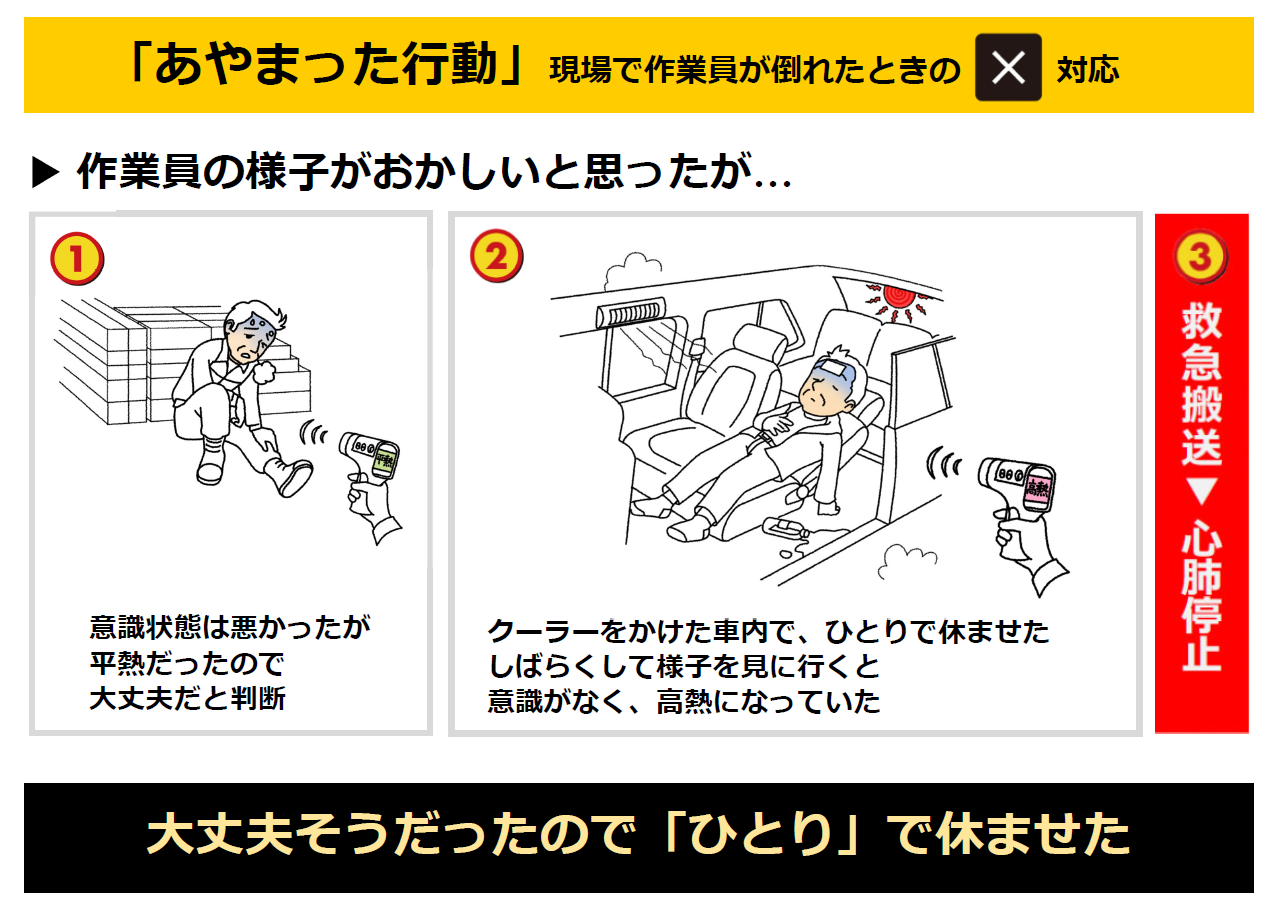 「あやまった行動」現場で作業員が倒れたときの × 対応
▶ 作業員の様子がおかしいと思ったが…
1
平熱
意識状態は悪かったが
平熱だったので
大丈夫だと判断
2
高熱
クーラーをかけた車内で、ひとりで休ませた
しばらくして様子を見に行くと
意識がなく、高熱になっていた
3
救急搬送▼心肺停止
大丈夫そうだったので「ひとり」で休ませた